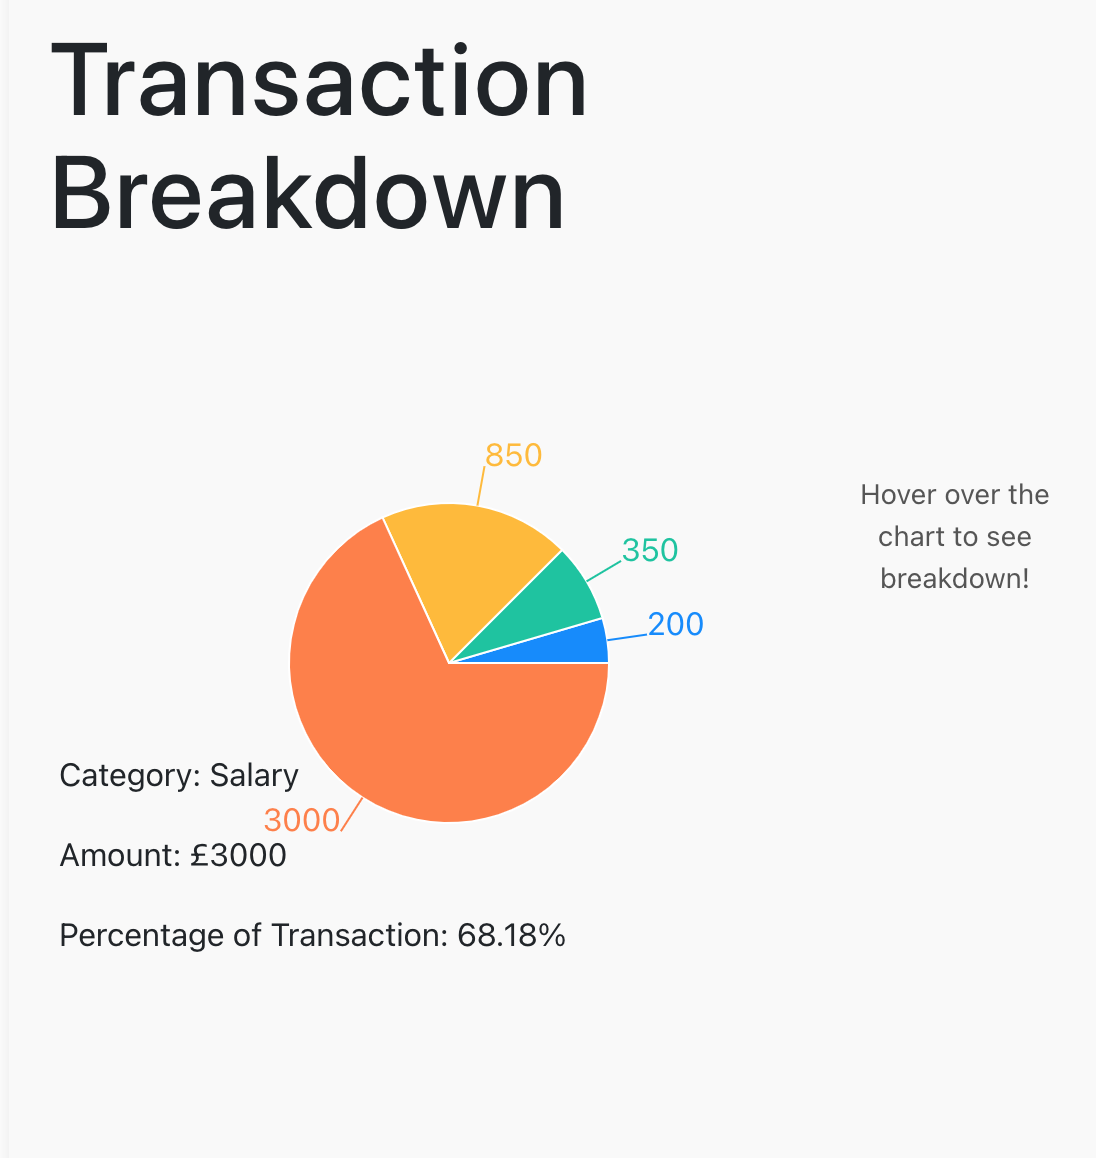 Transaction
Breakdown
850
Hover over the
chart to see
breakdown!
350
200
Category: Salary
3000
Amount: £3000
Percentage of Transaction: 68.18%